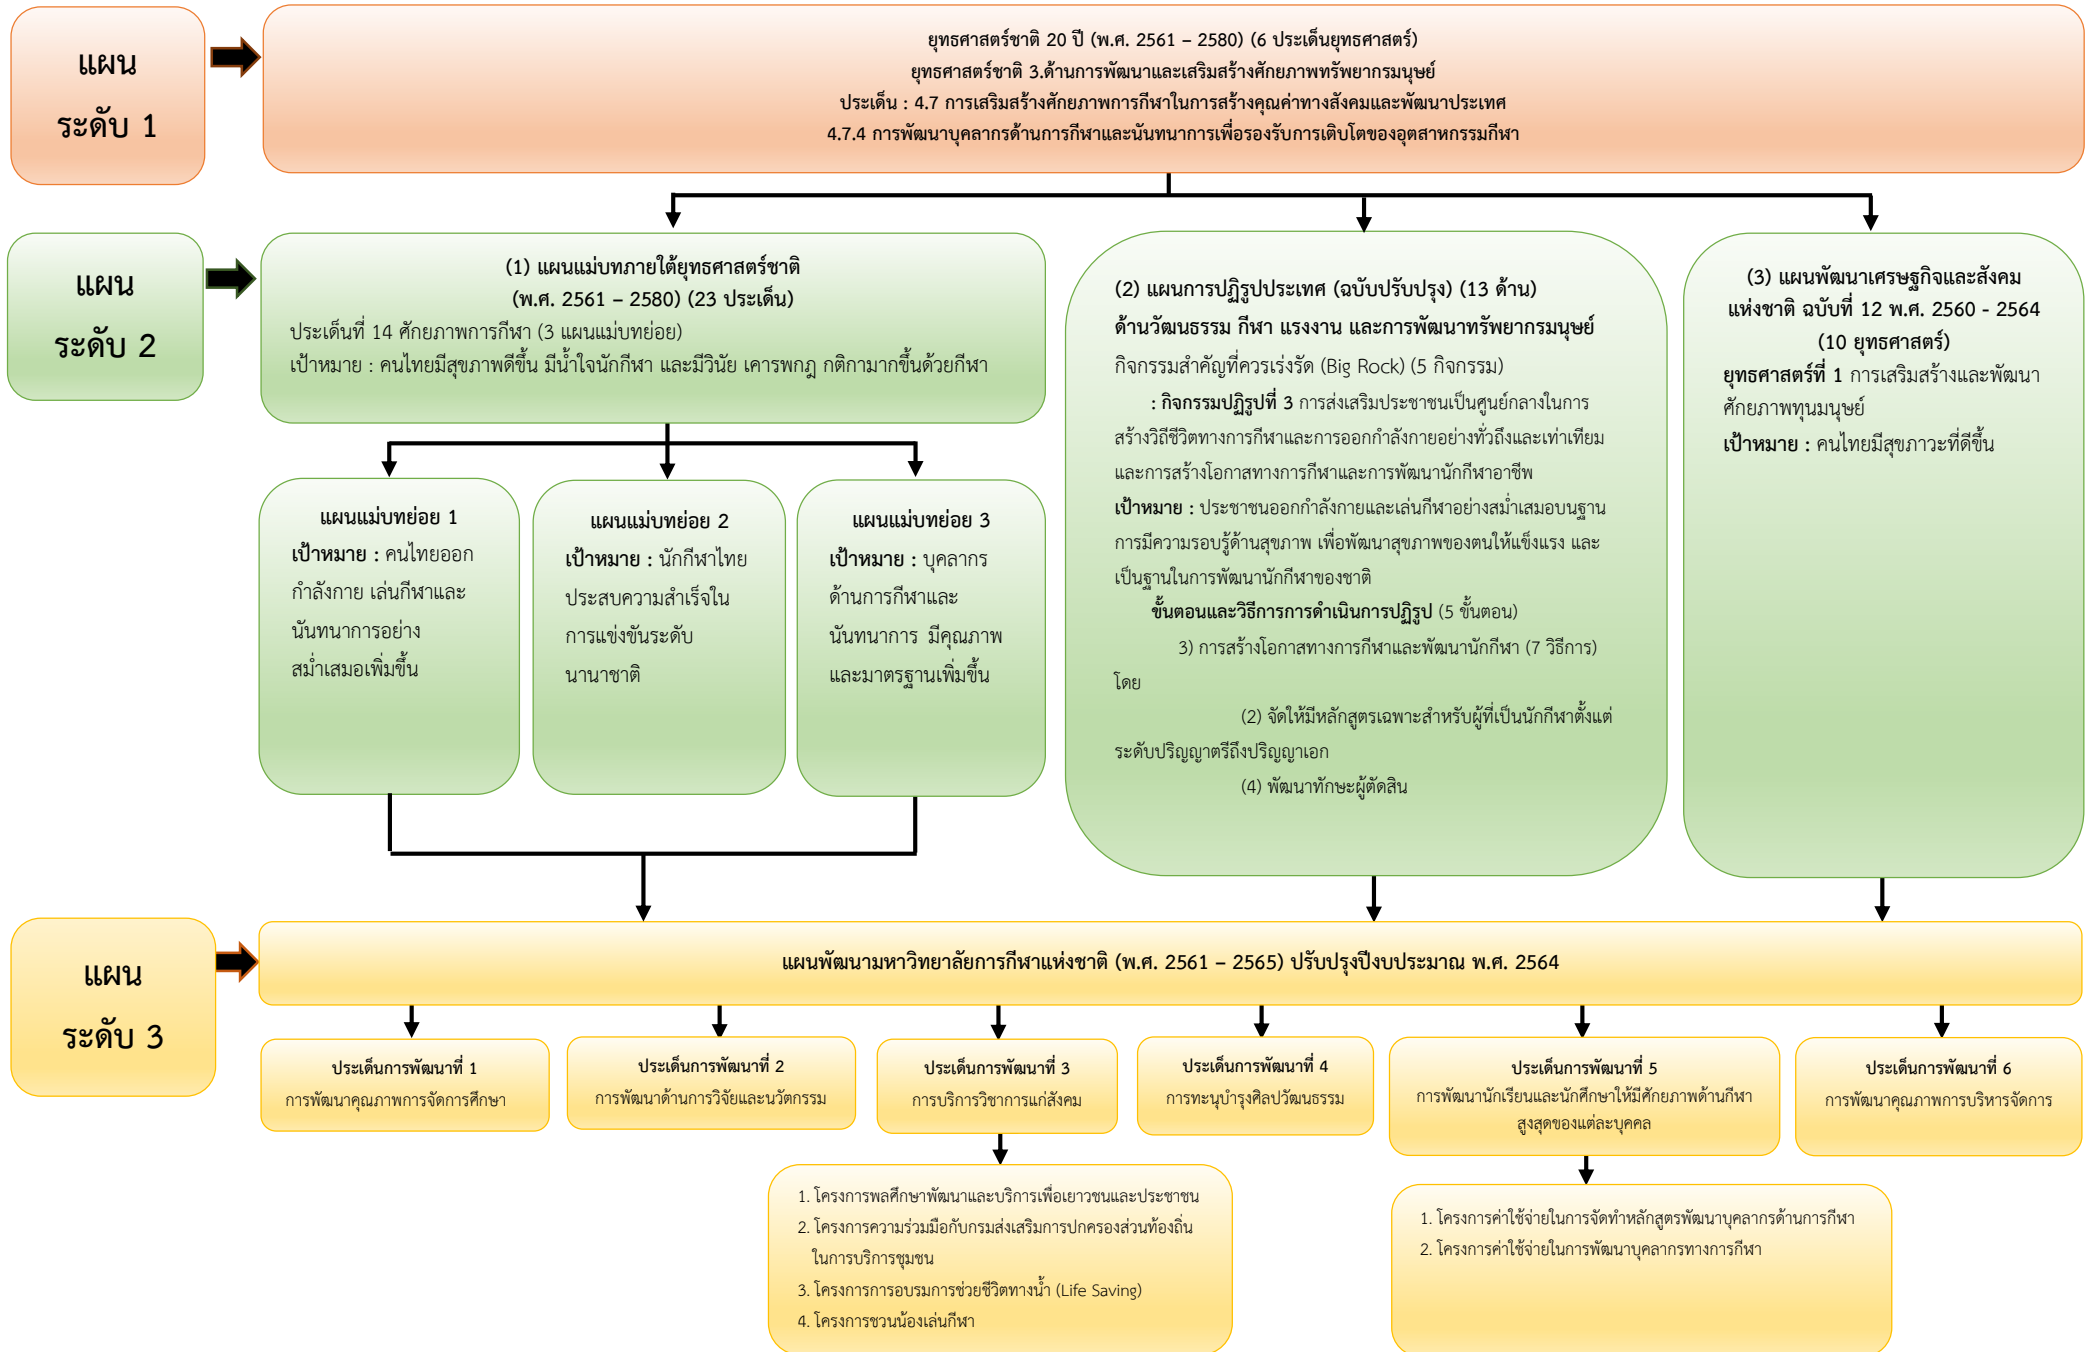 แผน
ระดับ 1
ยุทธศาสตร์ชาติ 20 ปี (พ.ศ. 2561 – 2580) (6 ประเด็นยุทธศาสตร์)
ยุทธศาสตร์ชาติ 3.ด้านการพัฒนาและเสริมสร้างศักยภาพทรัพยากรมนุษย์
ประเด็น : 4.7 การเสริมสร้างศักยภาพการกีฬาในการสร้างคุณค่าทางสังคมและพัฒนาประเทศ
4.7.4 การพัฒนาบุคลากรด้านการกีฬาและนันทนาการเพื่อรองรับการเติบโตของอุตสาหกรรมกีฬา
แผน
ระดับ 2
(1) แผนแม่บทภายใต้ยุทธศาสตร์ชาติ
(พ.ศ. 2561 – 2580) (23 ประเด็น)
ประเด็นที่ 14 ศักยภาพการกีฬา (3 แผนแม่บทย่อย)
เป้าหมาย : คนไทยมีสุขภาพดีขึ้น มีน้ำใจนักกีฬา และมีวินัย เคารพกฎ กติกามากขึ้นด้วยกีฬา
แผนแม่บทย่อย 1
เป้าหมาย : คนไทยออก
กำลังกาย เล่นกีฬาและ
นันทนาการอย่าง
สม่ำเสมอเพิ่มขึ้น
แผนแม่บทย่อย 2
เป้าหมาย : นักกีฬาไทย
ประสบความสำเร็จใน
การแข่งขันระดับ
นานาชาติ
แผนแม่บทย่อย 3
เป้าหมาย : บุคลากร
ด้านการกีฬาและ
นันทนาการ มีคุณภาพ
และมาตรฐานเพิ่มขึ้น
(2) แผนการปฏิรูปประเทศ (ฉบับปรับปรุง) (13 ด้าน)
ด้านวัฒนธรรม กีฬา แรงงาน และการพัฒนาทรัพยากรมนุษย์
กิจกรรมสำคัญที่ควรเร่งรัด (Big Rock) (5 กิจกรรม)
: กิจกรรมปฏิรูปที่ 3 การส่งเสริมประชาชนเป็นศูนย์กลางในการ
สร้างวิถีชีวิตทางการกีฬาและการออกกำลังกายอย่างทั่วถึงและเท่าเทียม
และการสร้างโอกาสทางการกีฬาและการพัฒนานักกีฬาอาชีพ
เป้าหมาย : ประชาชนออกกำลังกายและเล่นกีฬาอย่างสม่ำเสมอบนฐาน
การมีความรอบรู้ด้านสุขภาพ เพื่อพัฒนาสุขภาพของตนให้แข็งแรง และ
เป็นฐานในการพัฒนานักกีฬาของชาติ
ขั้นตอนและวิธีการการดำเนินการปฏิรูป (5 ขั้นตอน)
3) การสร้างโอกาสทางการกีฬาและพัฒนานักกีฬา (7 วิธีการ)
โดย
(2) จัดให้มีหลักสูตรเฉพาะสำหรับผู้ที่เป็นนักกีฬาตั้งแต่
ระดับปริญญาตรีถึงปริญญาเอก
(4) พัฒนาทักษะผู้ตัดสิน
(3) แผนพัฒนาเศรษฐกิจและสังคม
แห่งชาติ ฉบับที่ 12 พ.ศ. 2560 - 2564
(10 ยุทธศาสตร์)
ยุทธศาสตร์ที่ 1 การเสริมสร้างและพัฒนา
ศักยภาพทุนมนุษย์
เป้าหมาย : คนไทยมีสุขภาวะที่ดีขึ้น
แผน
ระดับ 3
แผนพัฒนามหาวิทยาลัยการกีฬาแห่งชาติ (พ.ศ. 2561 – 2565) ปรับปรุงปีงบประมาณ พ.ศ. 2564
ประเด็นการพัฒนาที่ 1
การพัฒนาคุณภาพการจัดการศึกษา
ประเด็นการพัฒนาที่ 2
การพัฒนาด้านการวิจัยและนวัตกรรม
ประเด็นการพัฒนาที่ 3
การบริการวิชาการแก่สังคม
ประเด็นการพัฒนาที่ 4
การทะนุบำรุงศิลปวัฒนธรรม
ประเด็นการพัฒนาที่ 5
การพัฒนานักเรียนและนักศึกษาให้มีศักยภาพด้านกีฬา
สูงสุดของแต่ละบุคคล
ประเด็นการพัฒนาที่ 6
การพัฒนาคุณภาพการบริหารจัดการ
1. โครงการพลศึกษาพัฒนาและบริการเพื่อเยาวชนและประชาชน
2. โครงการความร่วมมือกับกรมส่งเสริมการปกครองส่วนท้องถิ่น
ในการบริการชุมชน
3. โครงการการอบรมการช่วยชีวิตทางน้ำ (Life Saving)
4. โครงการชวนน้องเล่นกีฬา
1. โครงการค่าใช้จ่ายในการจัดทำหลักสูตรพัฒนาบุคลากรด้านการกีฬา
2. โครงการค่าใช้จ่ายในการพัฒนาบุคลากรทางการกีฬา